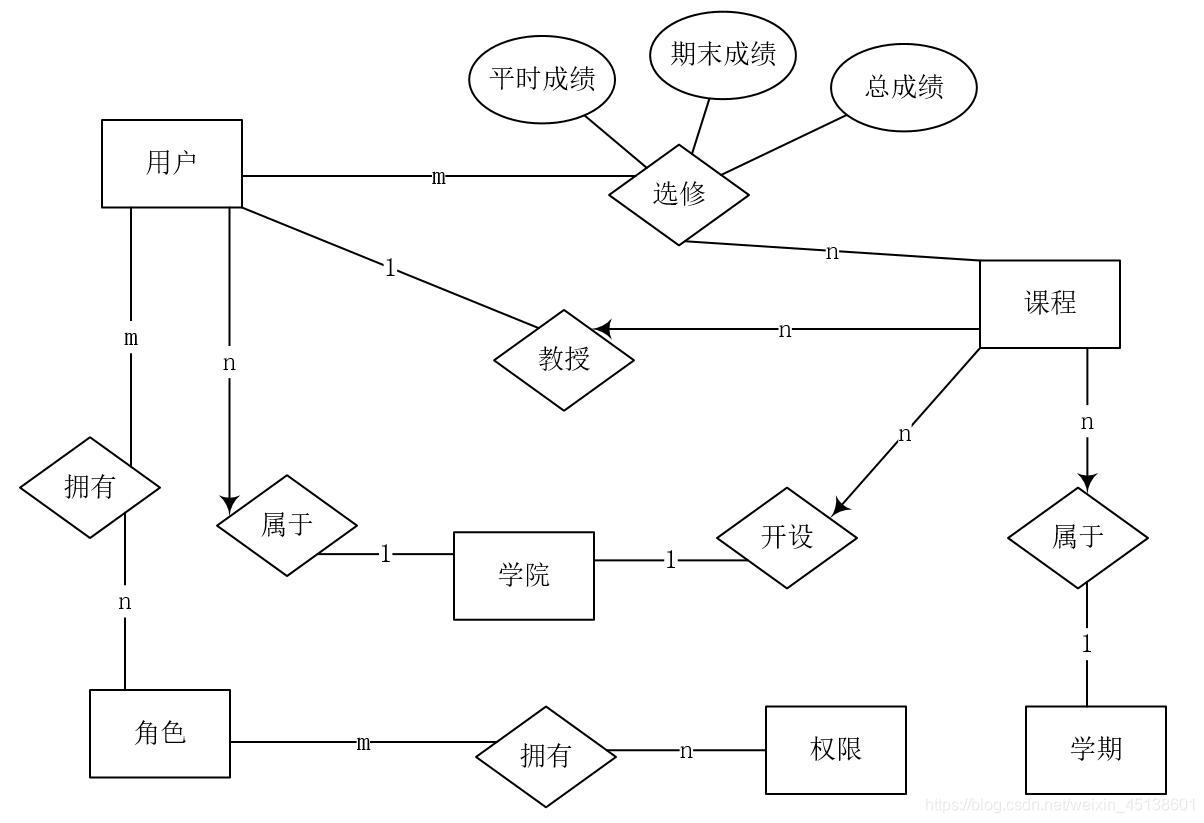 平时成绩
期末成绩
总成绩
用户
m
选修
n
1
课程
n
教授
m
n
n
n
拥有
属于
开设
属于
1
学院
1
n
1
角色
m
拥有
n
权限
学期
https://blog.csdn.net/weixin_45138601